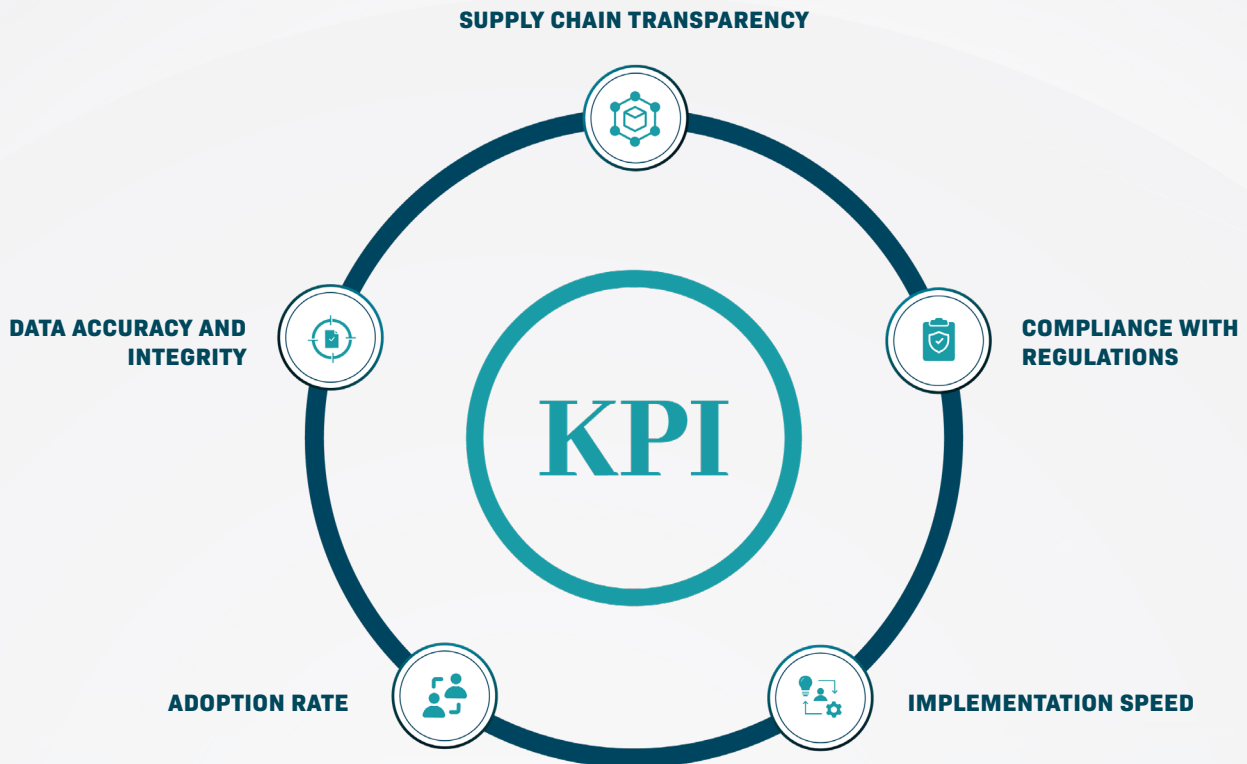 SUPPLY CHAIN TRANSPARENCY
DATA ACCURACY AND
INTEGRITY
COMPLIANCE WITH
REGULATIONS
KPI
ADOPTION RATE
IMPLEMENTATION SPEED